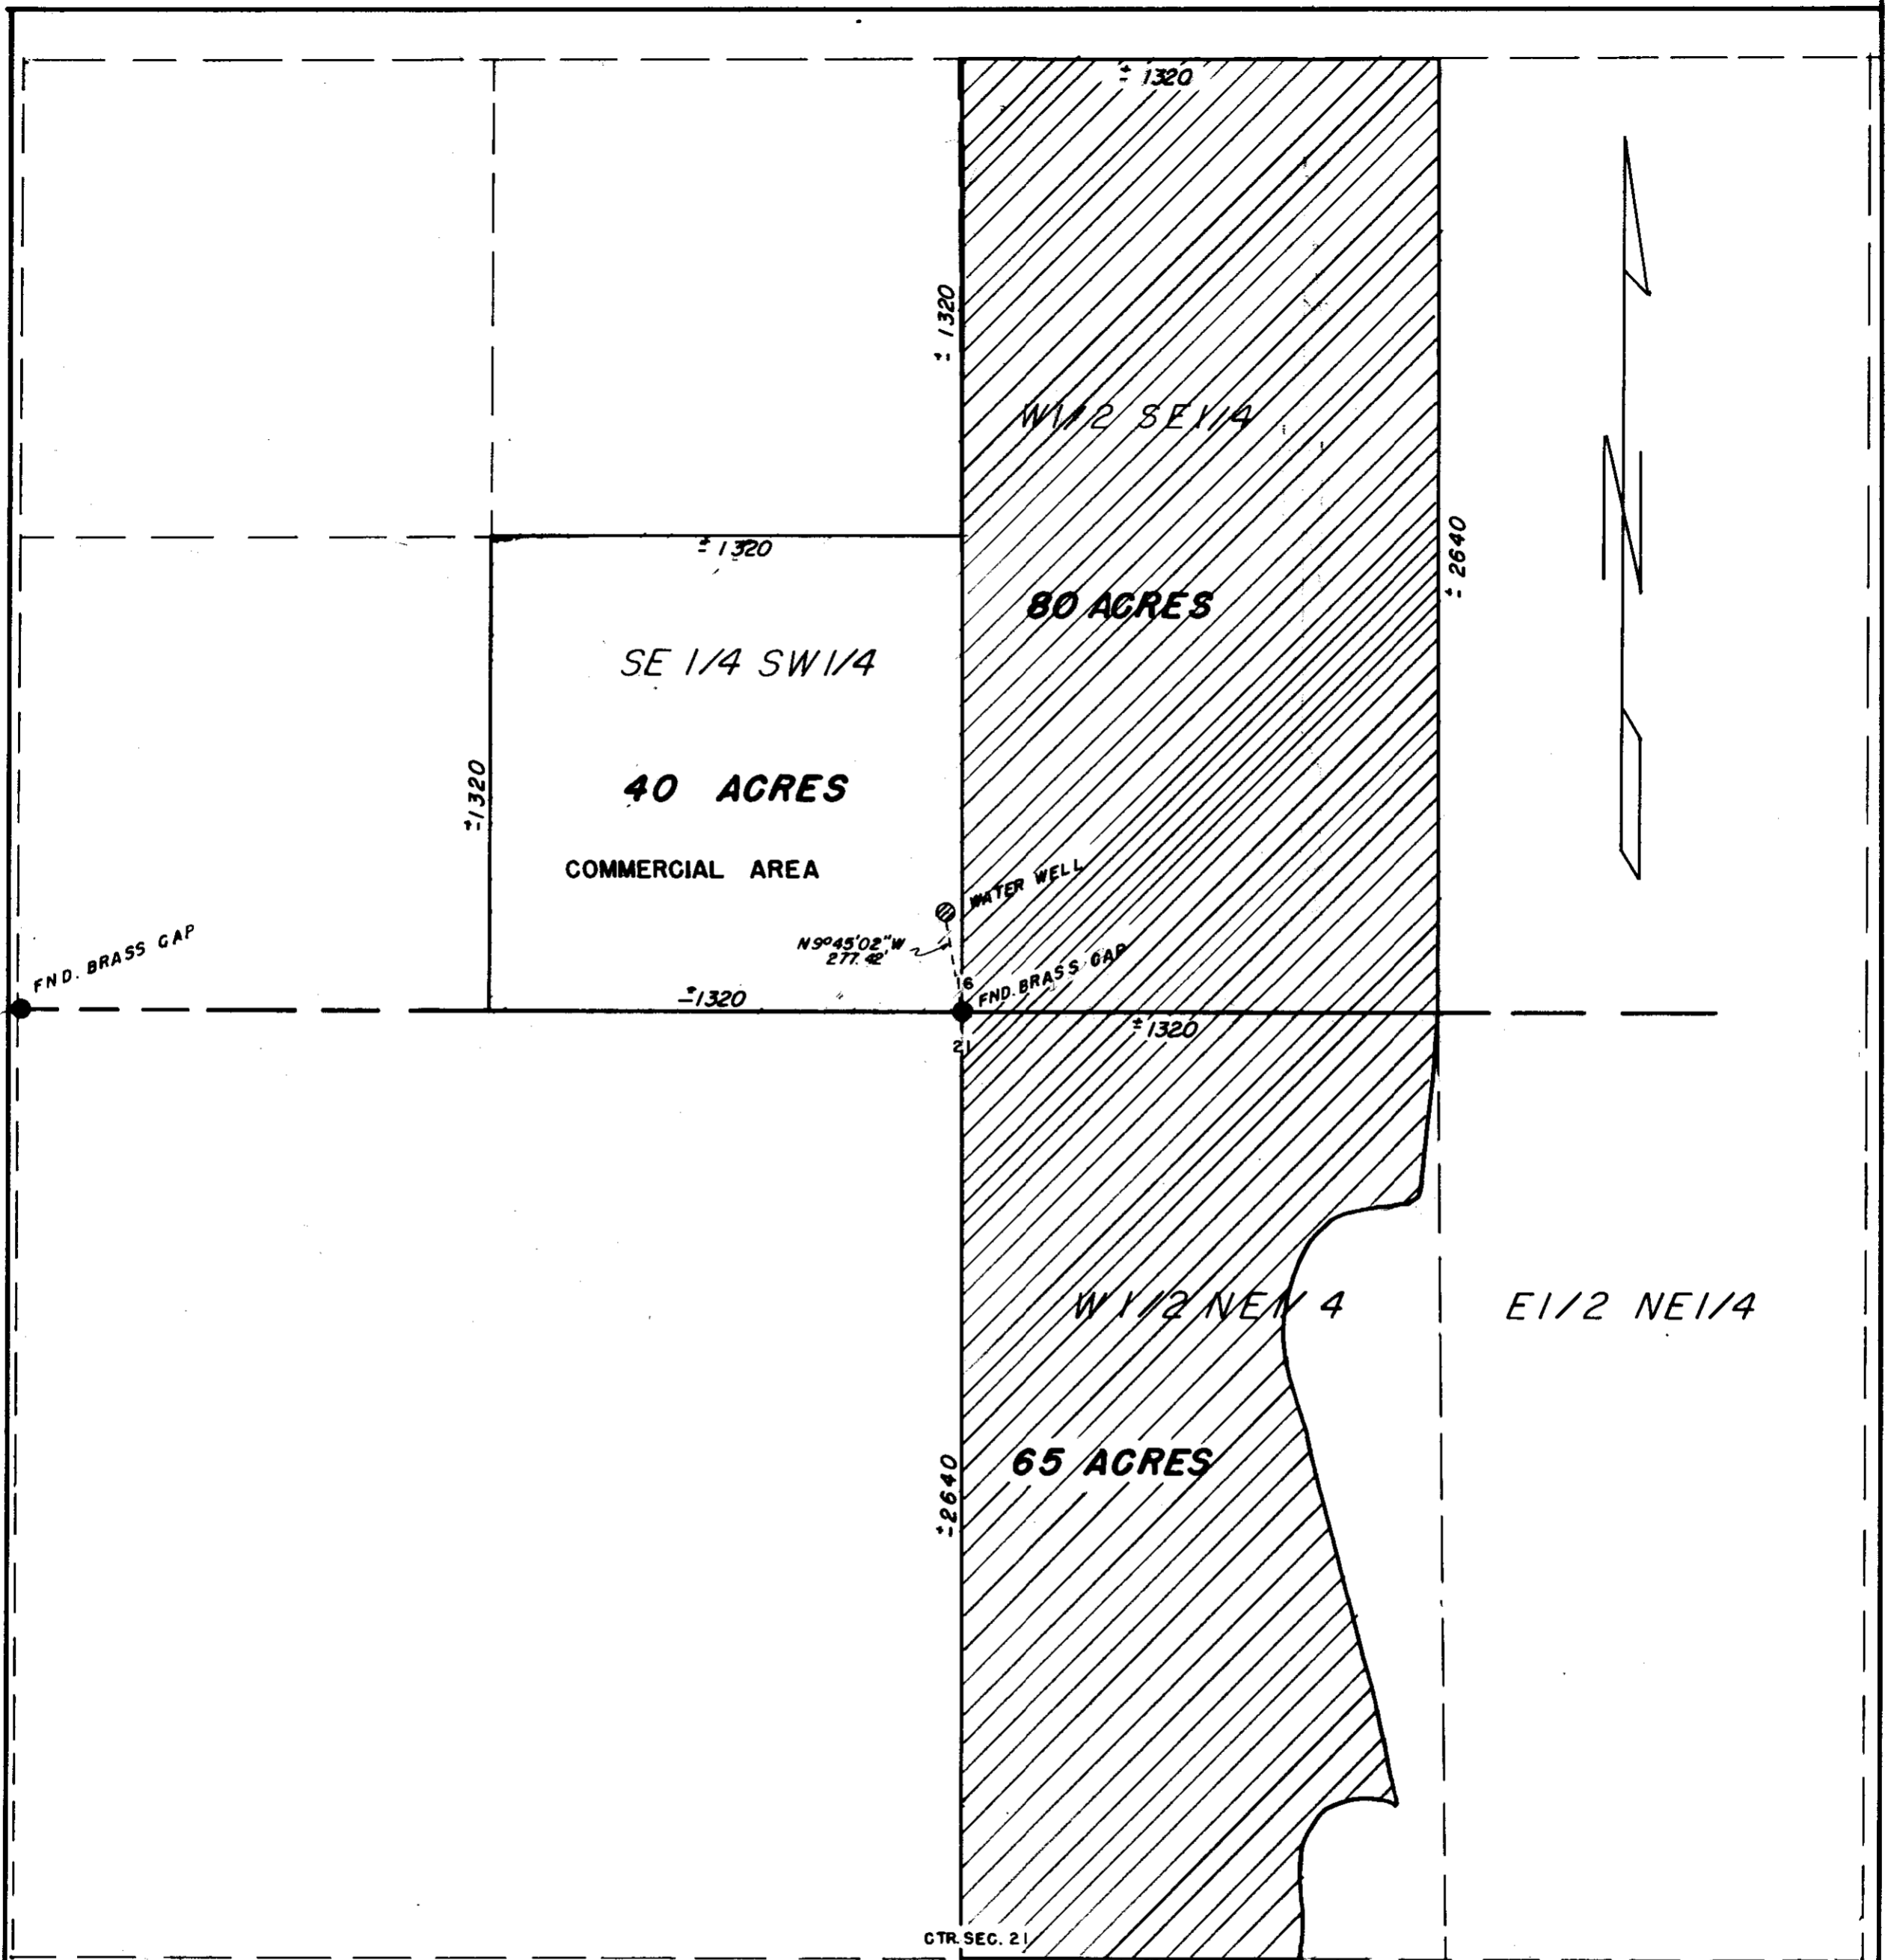 ± 1320
± 1320
W1/2 SE1/4
N
± 2640
± 1320
80 ACRES
SE 1/4 SW1/4
±1320
40 ACRES
COMMERCIAL AREA
WATER WELL
N9°45'02"W
277.42'
FND. BRASS CAP
16
FND. BRASS CAP
±1320
±1320
21
W 1/2 NE1/4
E1/2 NE1/4
65 ACRES
±2640
CTR. SEC. 21